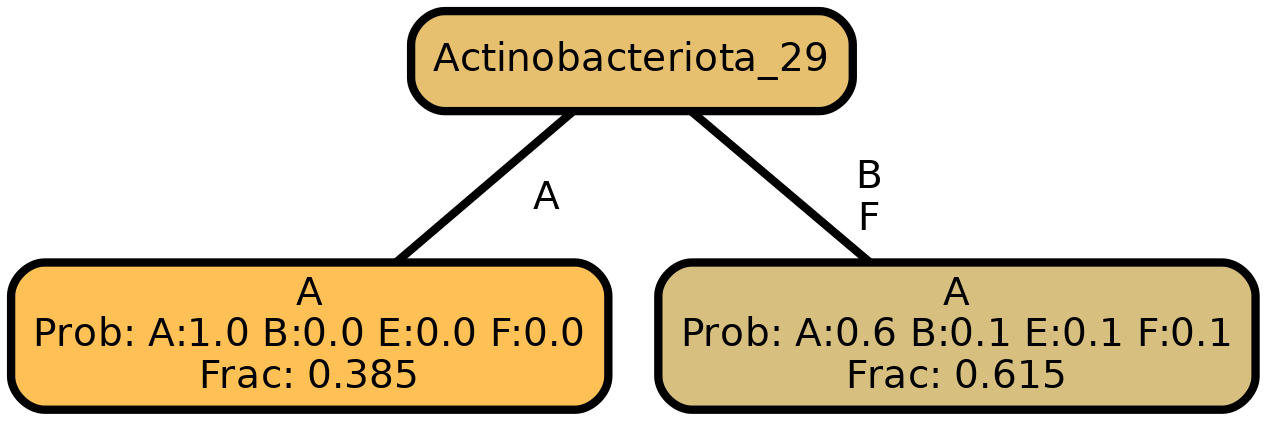 Actinobacteriota_29
A
B
F
A
Prob: A:1.0 B:0.0 E:0.0 F:0.0
Frac: 0.385
A
Prob: A:0.6 B:0.1 E:0.1 F:0.1
Frac: 0.615